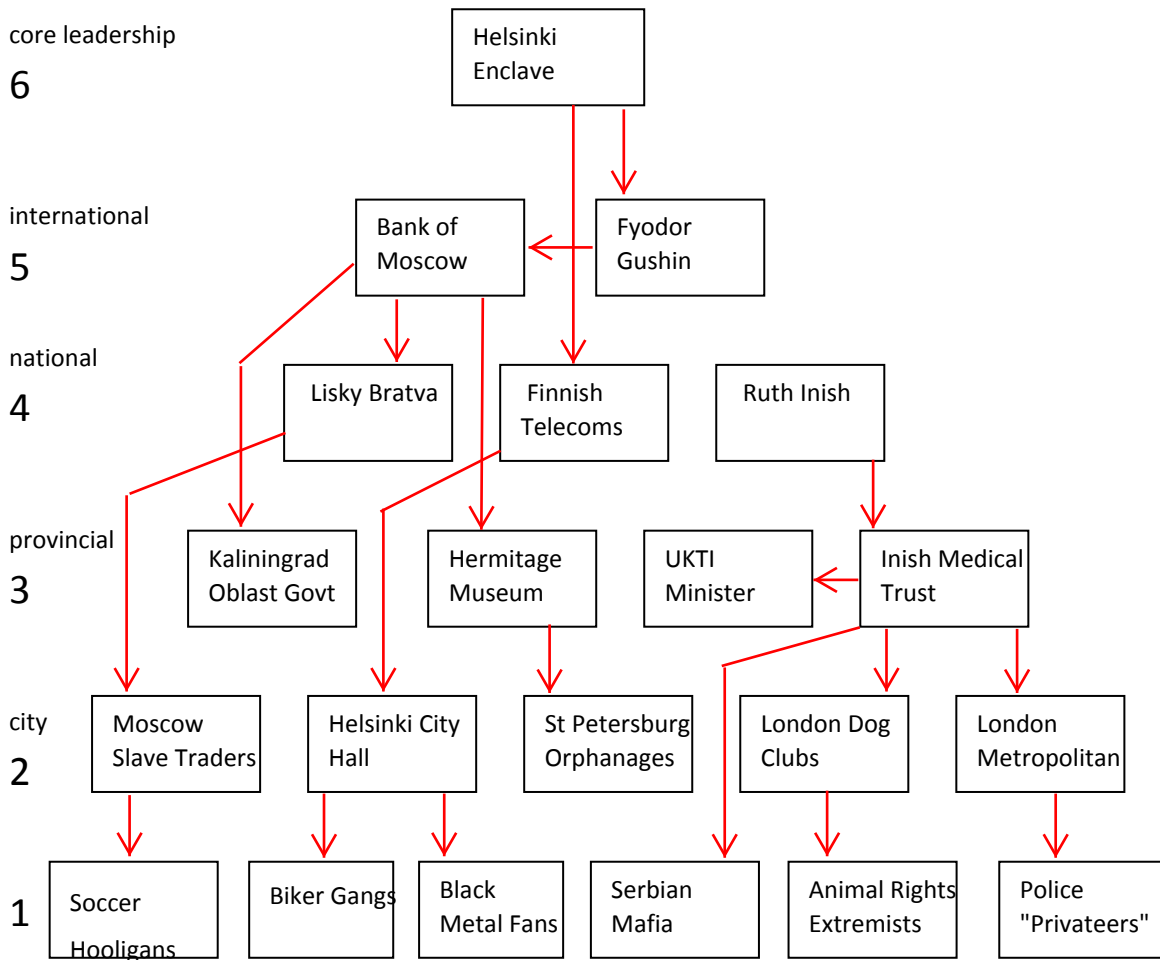 core leadership
6
Helsinki
Enclave
international
5
Bank of
Moscow
Fyodor
Gushin
national
4
Lisky Bratva
Finnish
Telecoms
Ruth Inish
provincial
3
Kaliningrad
Oblast Govt
Hermitage
Museum
UKTI
Minister
Inish Medical
Trust
city
2
Moscow
Slave Traders
Helsinki City
Hall
St Petersburg
Orphanages
London Dog
Clubs
London
Metropolitan
1
Soccer
Hooligans
Biker Gangs
Black
Metal Fans
Serbian
Mafia
Animal Rights
Extremists
Police
"Privateers"